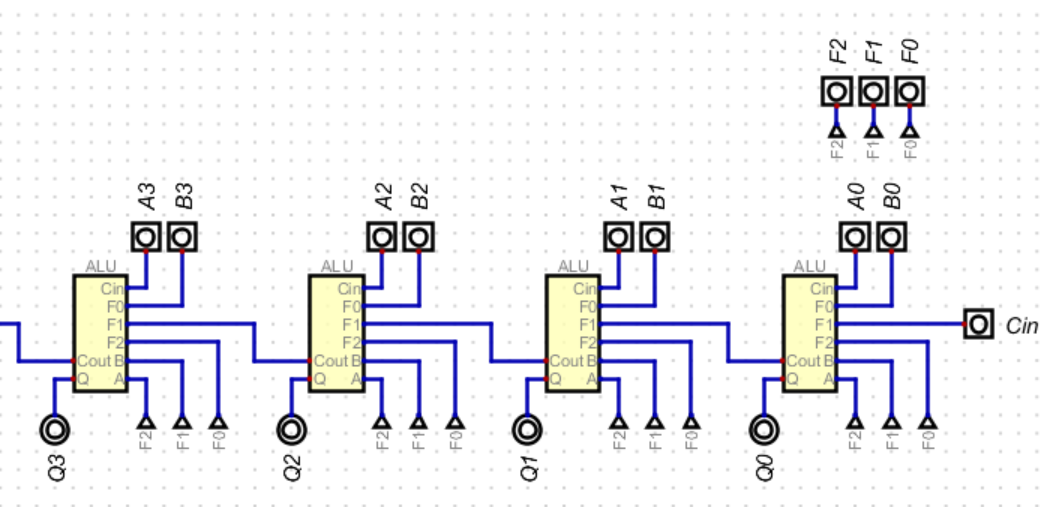 F2 F1 F0
F2 F1 F0
A3 B3 A2 B2 A1 B1 A0 B0
ALU ALU ALU ALU
Cin Cin Cin Cin
F0 F0 F0 F0
F1 F1 F1 F1 Cin
F2 F2 F2 F2
Cout B Cout B Cout B Cout B
Q A Q A Q A Q A
F2 F1 F0 F2 F1 F0 F2 F1 F0 F2 F1 F0
Q3 Q2 Q1 Q0